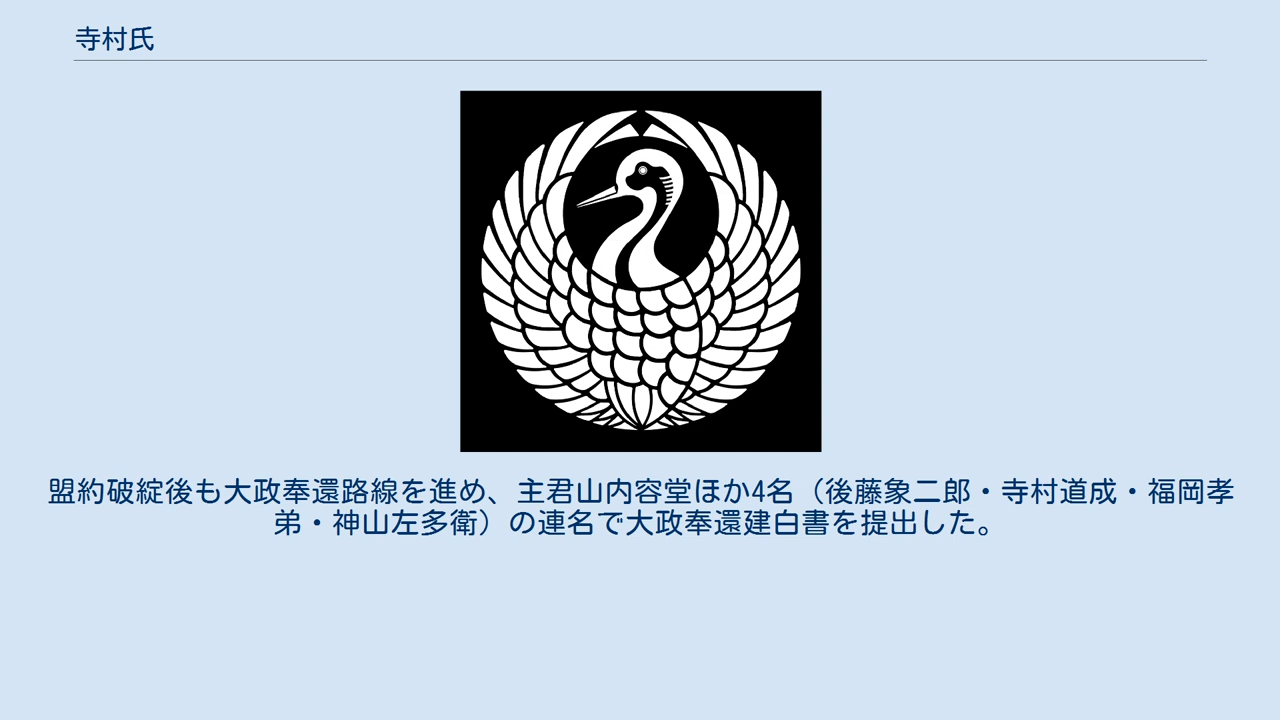 寺村氏
盟約破綻後も大政奉還路線を進め、主君山内容堂ほか4名（後藤象二郎・寺村道成・福岡孝
弟・神山左多衛）の連名で大政奉還建白書を提出した。